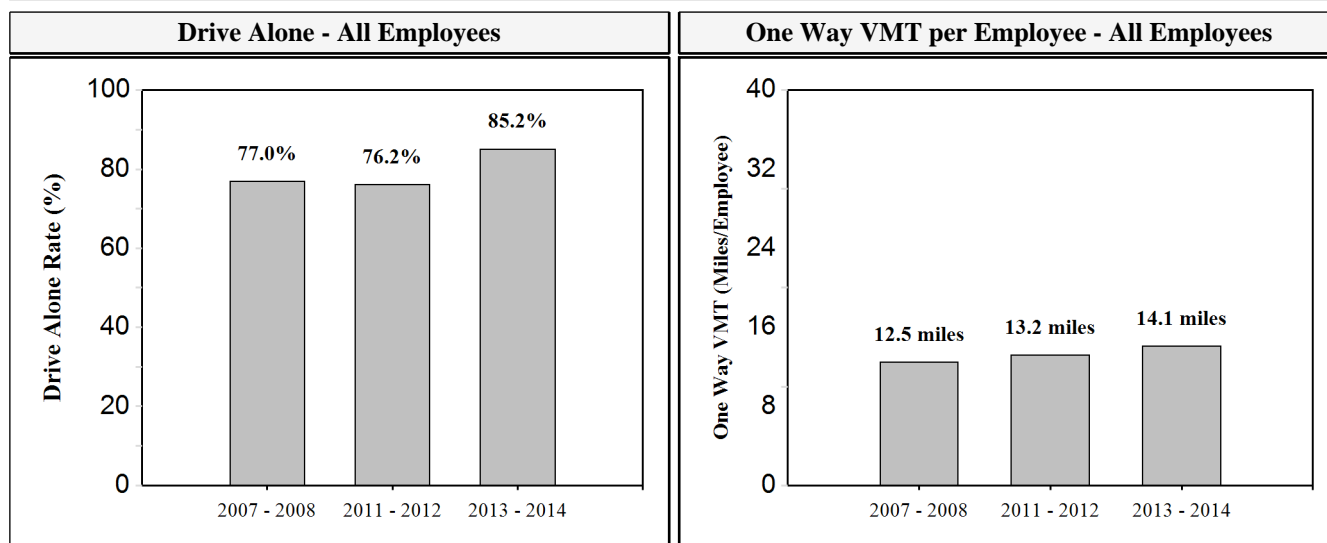 Drive Alone - All Employees
One Way VMT per Employee - All Employees
Drive Alone Rate (%)
100
80
60
40
20
0
77.0%
76.2%
85.2%
2007 - 2008
2011 - 2012
2013 - 2014
One Way VMT (Miles/Employee)
40
32
24
16
8
0
12.5 miles
13.2 miles
14.1 miles
2007 - 2008
2011 - 2012
2013 - 2014